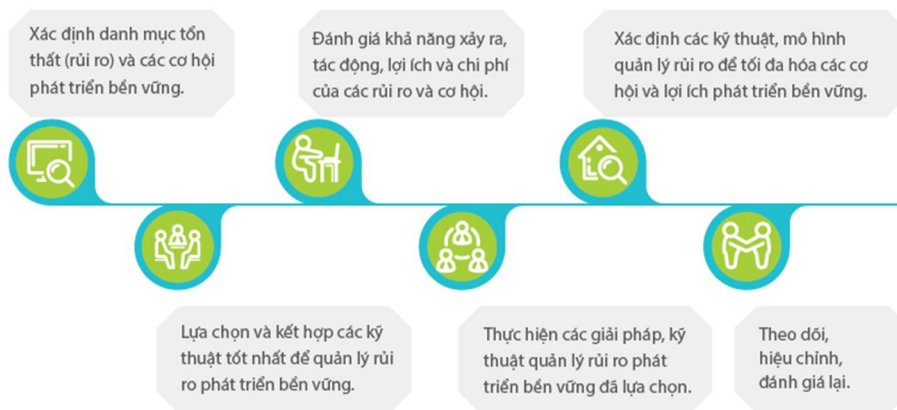 Xác định danh mục tổn
thất (rủi ro) và các cơ hội
phát triển bền vững.
Đánh giá khả năng xảy ra,
tác động, lợi ích và chi phí
của các rủi ro và cơ hội.
Xác định các kỹ thuật, mô hình
quản lý rủi ro để tối đa hóa các cơ
hội và lợi ích phát triển bền vững.
Lựa chọn và kết hợp các kỹ
thuật tốt nhất để quản lý rủi
ro phát triển bền vững.
Thực hiện các giải pháp, kỹ
thuật quản lý rủi ro phát
triển bền vững đã lựa chọn.
Theo dõi,
hiệu chỉnh,
đánh giá lại.